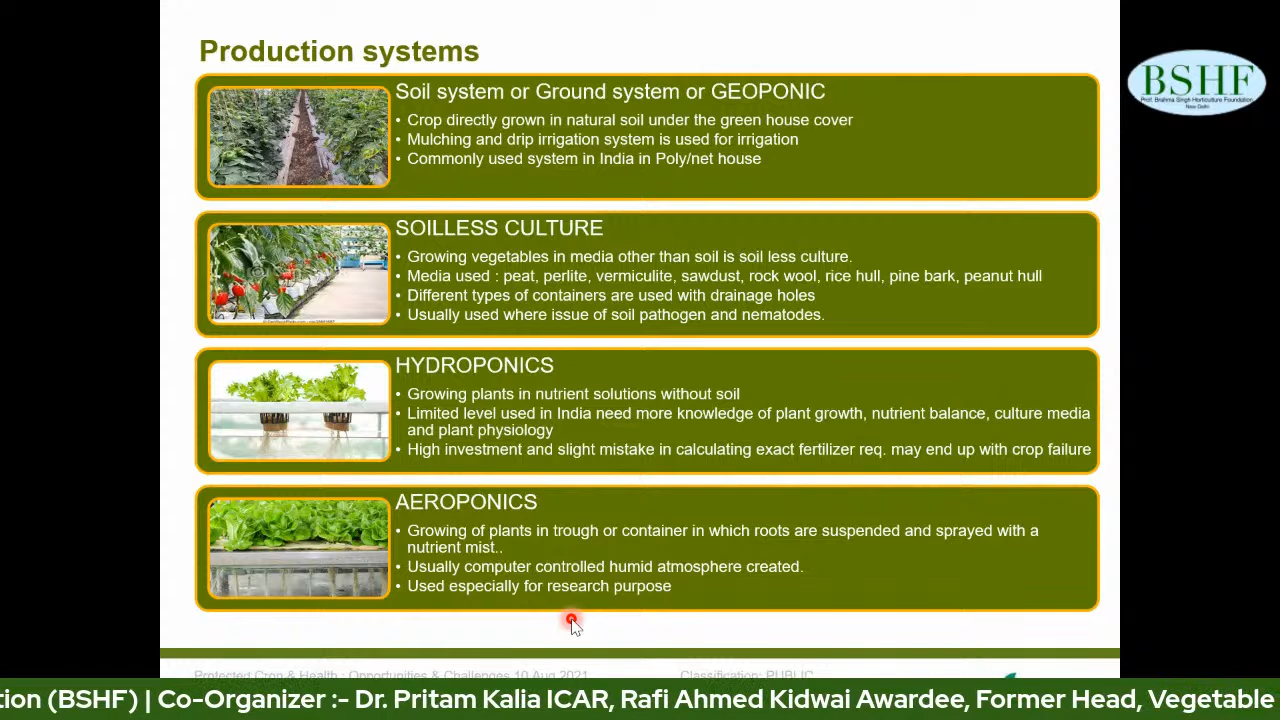 Production systems
BSHF
Prof. Brahma Singh Horticulture Foundation
New Delhi
Soil system or Ground system or GEOPONIC
• Crop directly grown in natural soil under the green house cover
• Mulching and drip irrigation system is used for irrigation
• Commonly used system in India in Poly/net house
SOILLESS CULTURE
• Growing vegetables in media other than soil is soil less culture.
• Media used : peat, perlite, vermiculite, sawdust, rock wool, rice hull, pine bark, peanut hull
• Different types of containers are used with drainage holes
• Usually used where issue of soil pathogen and nematodes.
HYDROPONICS
• Growing plants in nutrient solutions without soil
• Limited level used in India need more knowledge of plant growth, nutrient balance, culture media
and plant physiology
• High investment and slight mistake in calculating exact fertilizer req. may end up with crop failure
AEROPONICS
• Growing of plants in trough or container in which roots are suspended and sprayed with a
nutrient mist..
• Usually computer controlled humid atmosphere created.
• Used especially for research purpose
Protected Crop & Health : Opportunities & Challenges 10 Aug 2021
Classification: PUBLIC
tion (BSHF) | Co-Organizer :- Dr. Pritam Kalia ICAR, Rafi Ahmed Kidwai Awardee, Former Head, Vegetable